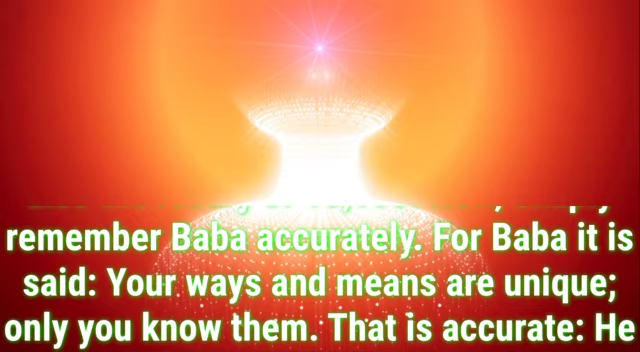 remember Baba accurately. For Baba it is
said: Your ways and means are unique;
only you know them. That is accurate: He